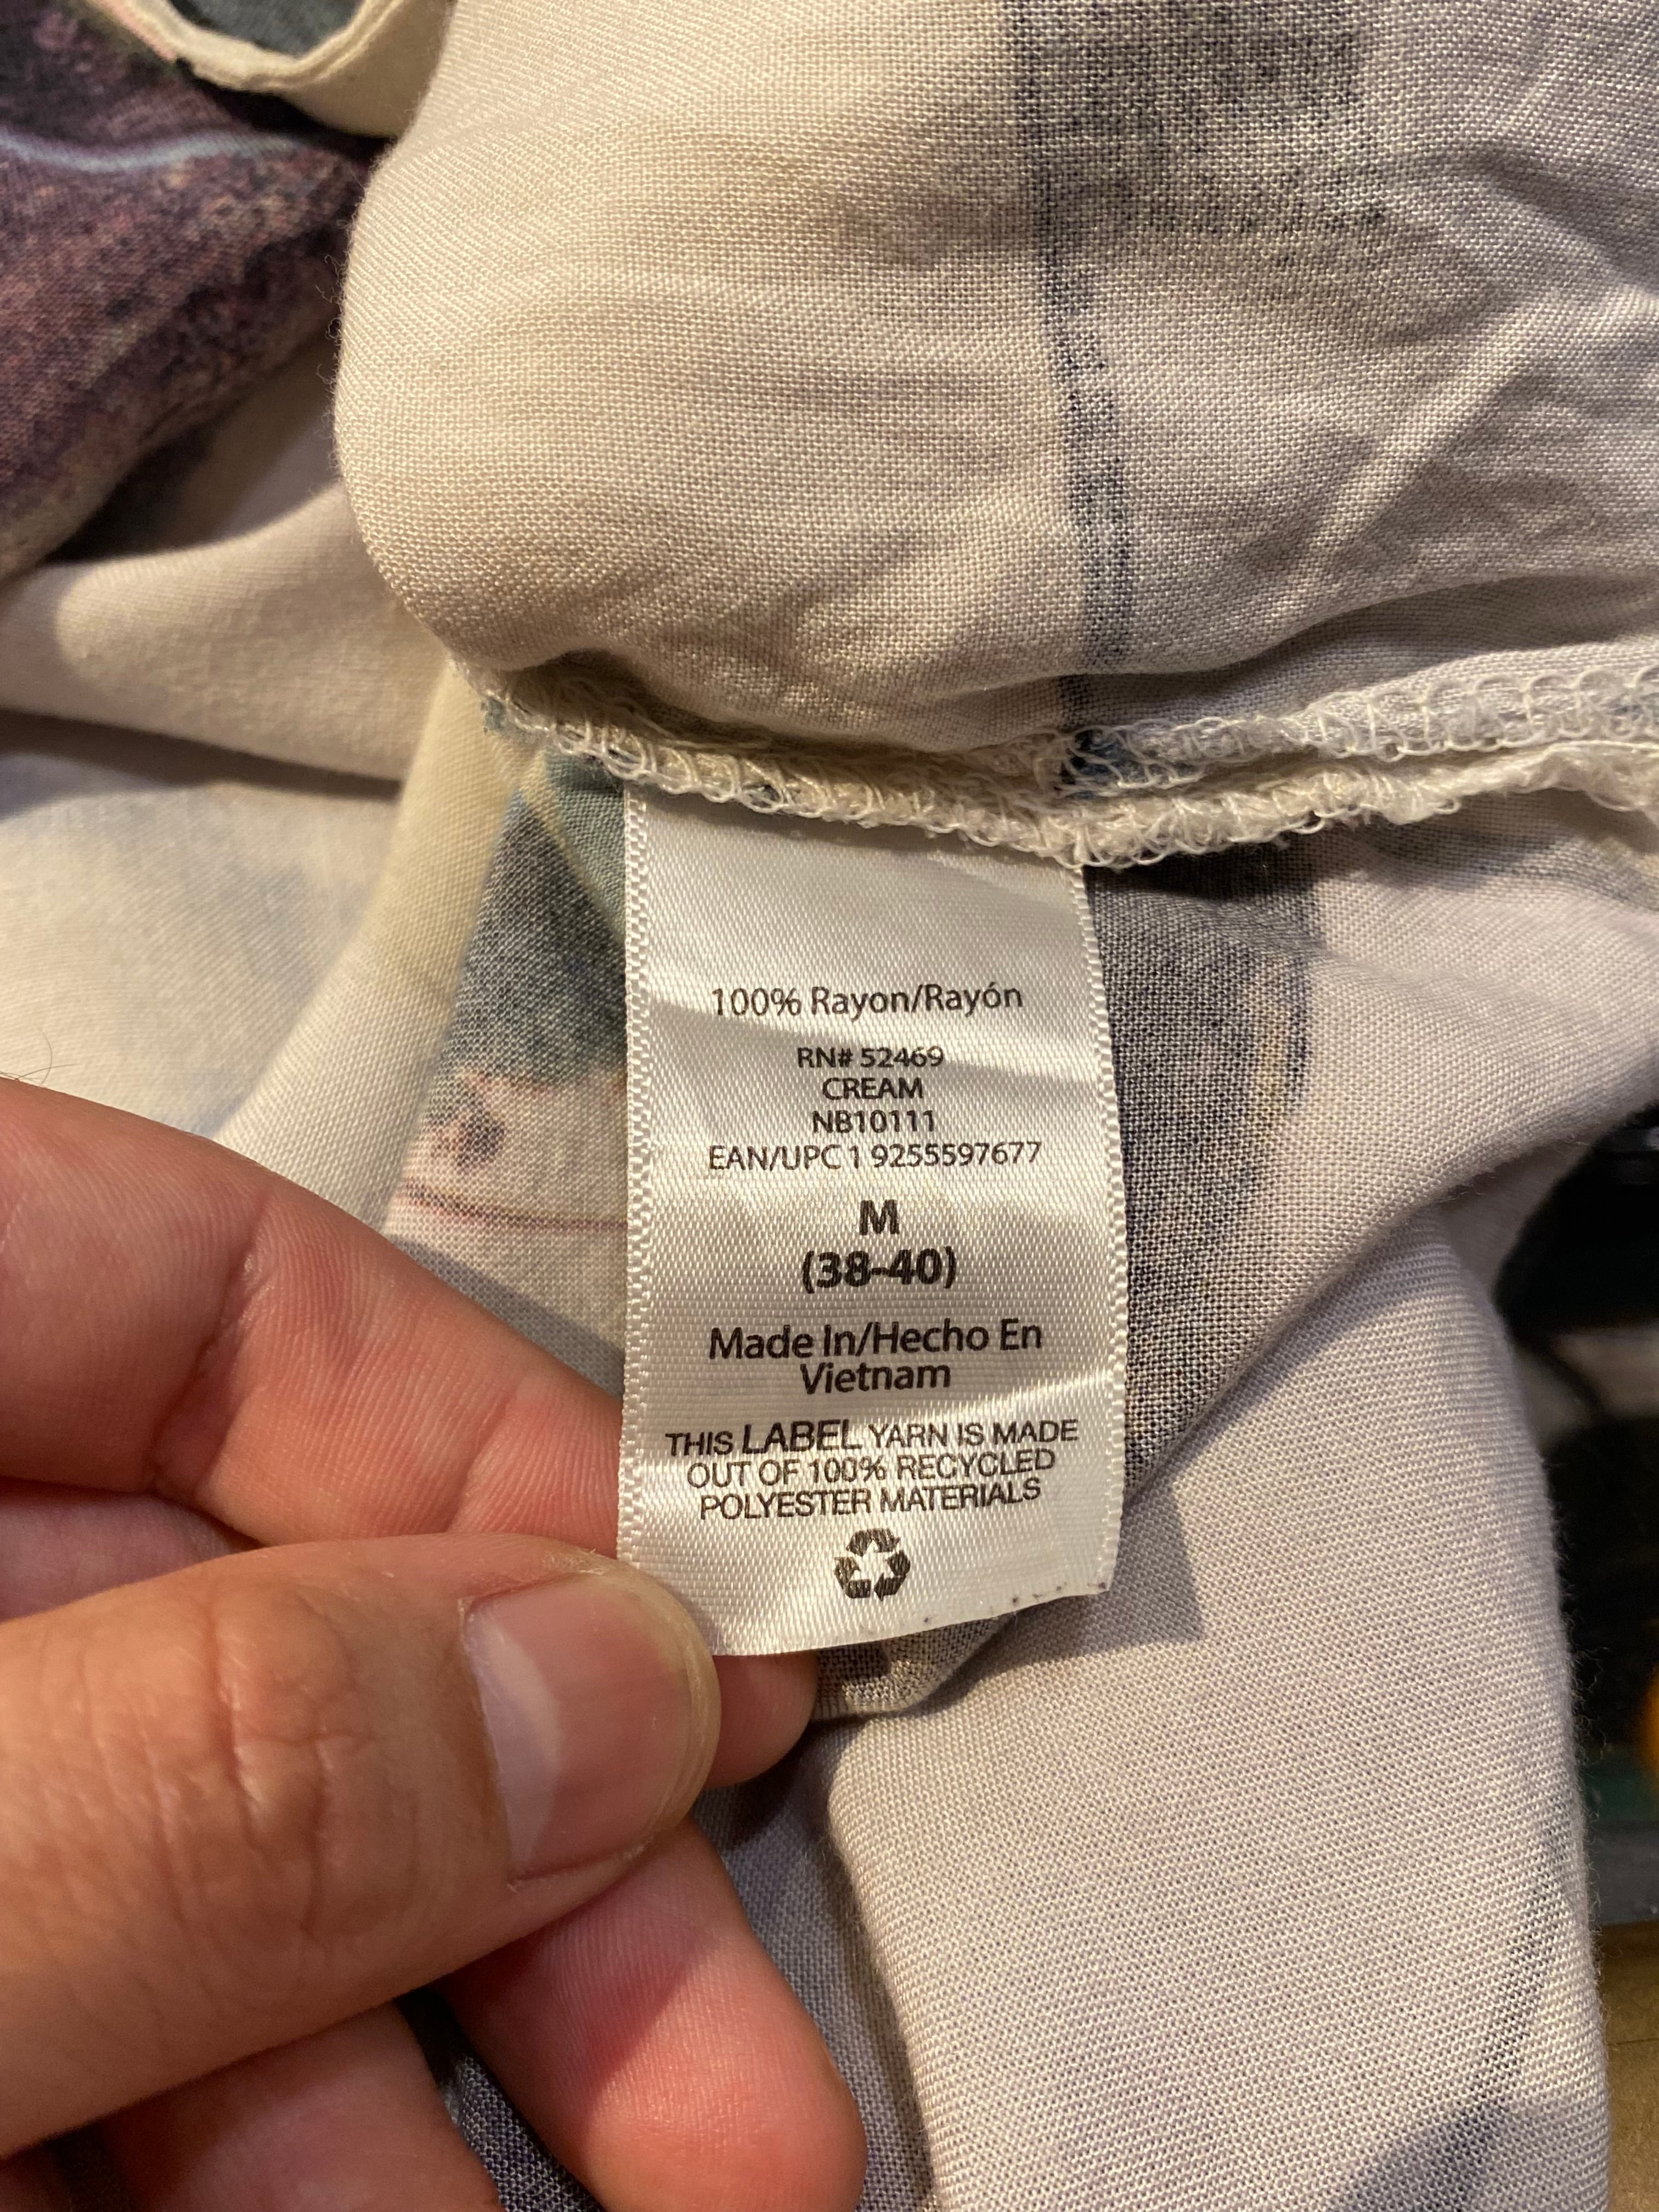 100% Rayon/Rayón
RN# 52469
CREAM
NB10111
EAN/UPC 1 9255597677
M
(38-40)
Made In/Hecho En
Vietnam
THIS LABEL YARN IS MADE
OUT OF 100% RECYCLED
POLYESTER MATERIALS